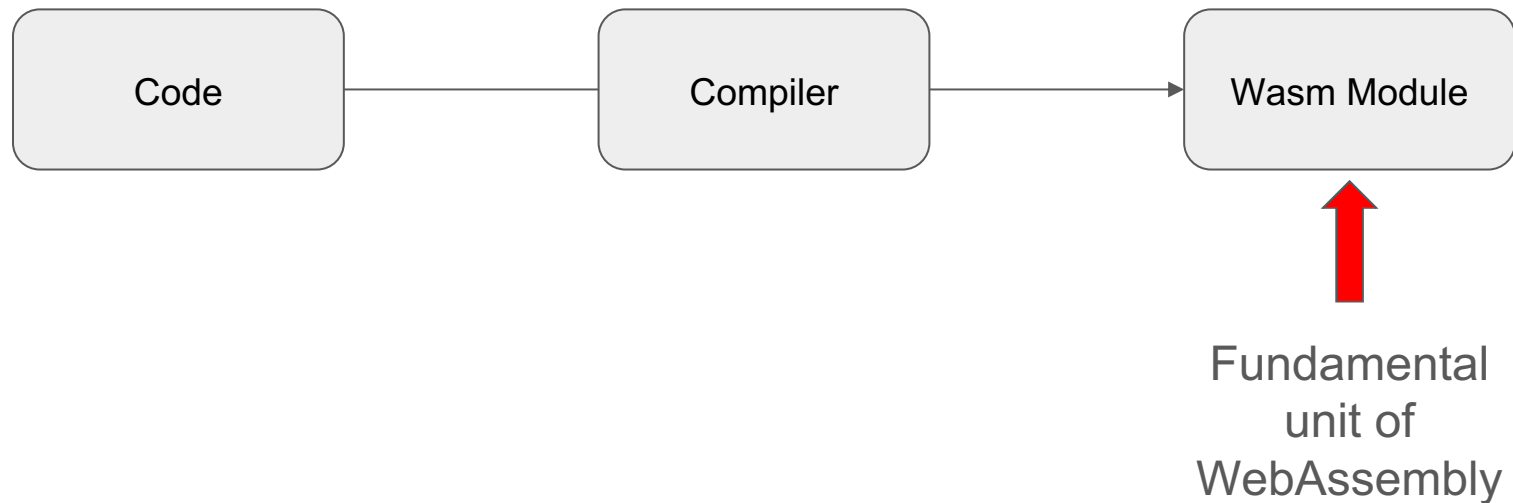 Code
Compiler
Wasm Module
Fundamental
unit of
WebAssembly